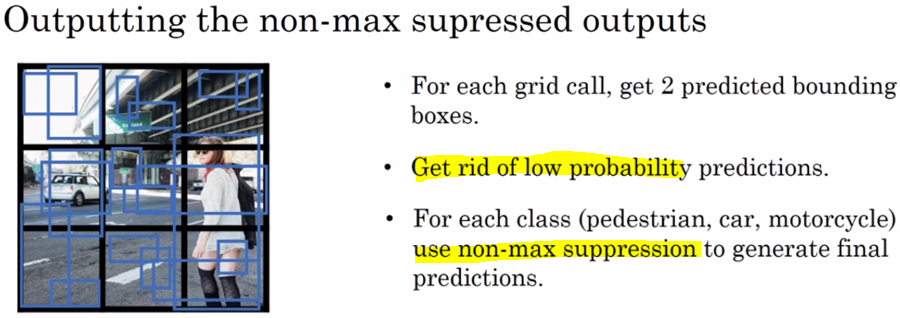 Outputting the non-max supressed outputs
• For each grid call, get 2 predicted bounding
boxes.
• Get rid of low probability predictions.
• For each class (pedestrian, car, motorcycle)
use non-max suppression to generate final
predictions.